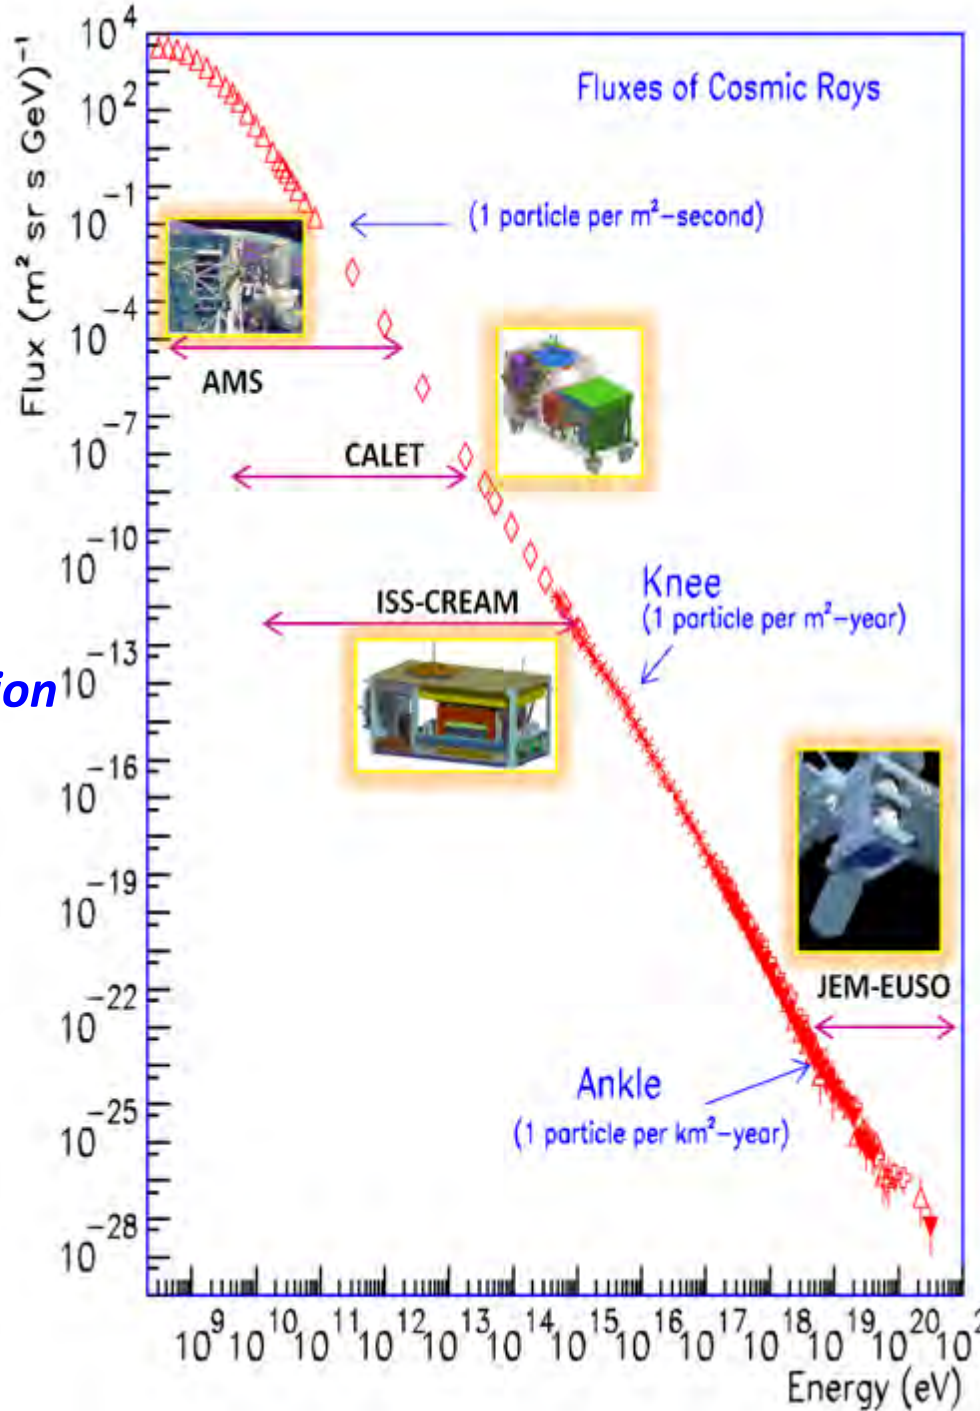 Fluxes of Cosmic Rays
Flux (m² sr s GeV)⁻¹
10⁴
10²
10⁻¹
10⁻⁴
10⁻⁷
10⁻¹⁰
10⁻¹³
10⁻¹⁶
10⁻¹⁹
10⁻²²
10⁻²⁵
10⁻²⁸
(1 particle per m²-second)
AMS
CALET
ISS-CREAM
Knee
(1 particle per m²-year)
ion
JEM-EUSO
Ankle
(1 particle per km²-year)
10⁹ 10¹⁰ 10¹¹ 10¹² 10¹³ 10¹⁴ 10¹⁵ 10¹⁶ 10¹⁷ 10¹⁸ 10¹⁹ 10²⁰
Energy (eV)